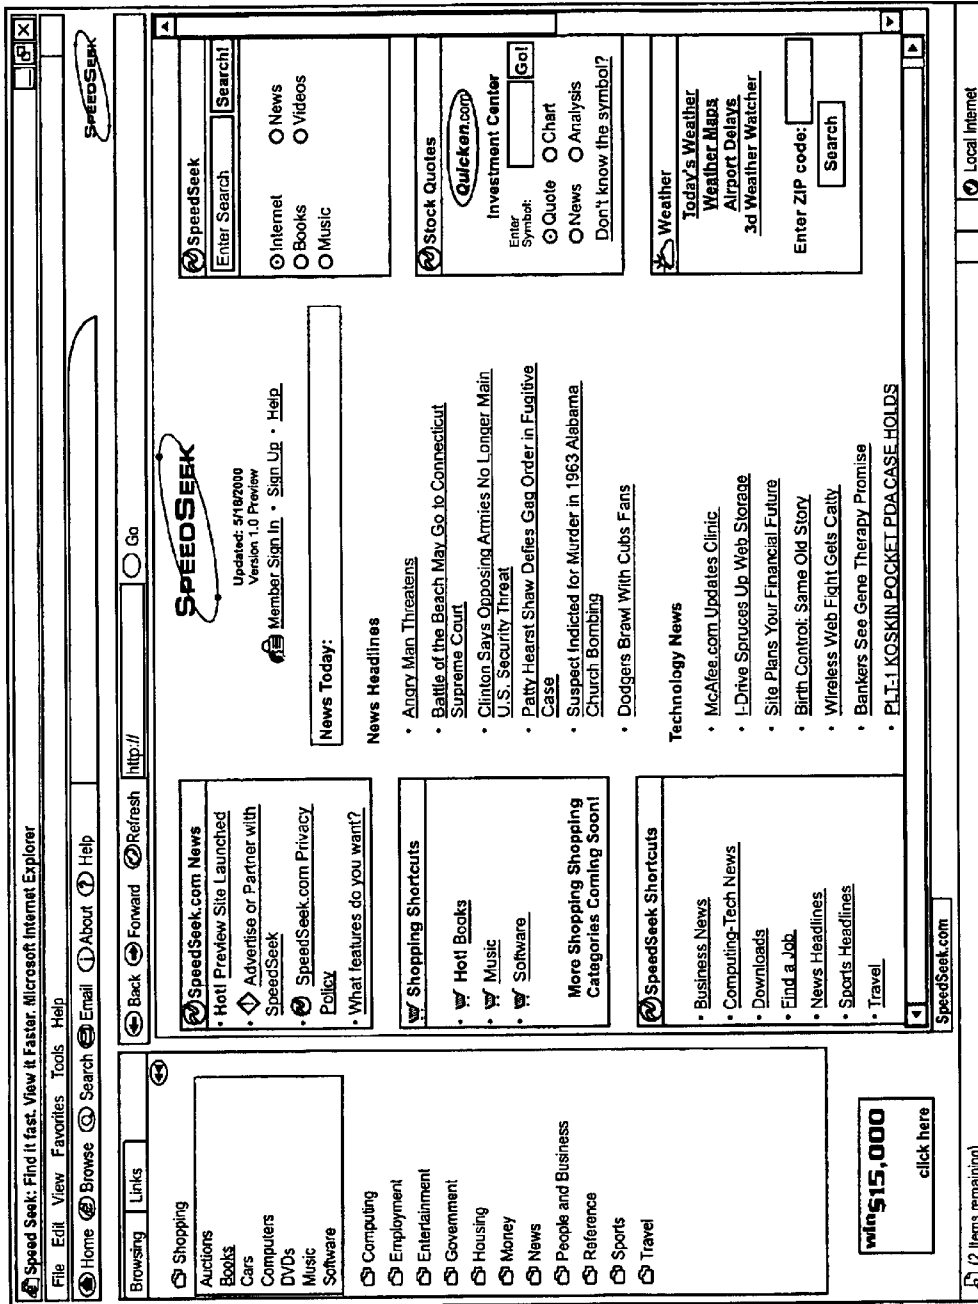 Speed Seek: Find it fast. View it Faster. Microsoft Internet Explorer
File Edit View Favorites Tools Help
Home Browse Search Email About Help
SPEEDSEEK
Browsing Links
Back Forward Refresh http:// Go
Shopping
Auctions
Books
Cars
Computers
DVDs
Music
Software
Computing
Employment
Entertainment
Government
Housing
Money
News
People and Business
Reference
Sports
Travel
win $15,000
click here
SpeedSeek.com News
• Hot! Preview Site Launched
• Advertise or Partner with
SpeedSeek
• SpeedSeek.com Privacy
Policy
• What features do you want?
Shopping Shortcuts
• Hot! Books
• Music
• Software
More Shopping Shopping
Categories Coming Soon!
SpeedSeek Shortcuts
• Business News
• Computing-Tech News
• Downloads
• Find a Job
• News Headlines
• Sports Headlines
• Travel
SPEEDSEEK
Updated: 5/18/2000
Version 1.0 Preview
Member Sign In • Sign Up • Help
News Today:
News Headlines
• Angry Man Threatens
• Battle of the Beach May Go to Connecticut
Supreme Court
• Clinton Says Opposing Armies No Longer Main
U.S. Security Threat
• Patty Hearst Shaw Defies Gag Order in Fugitive
Case
• Suspect Indicted for Murder in 1963 Alabama
Church Bombing
• Dodgers Brawl With Cubs Fans
Technology News
• McAfee.com Updates Clinic
• I-Drive Spruces Up Web Storage
• Site Plans Your Financial Future
• Birth Control: Same Old Story
• Wireless Web Fight Gets Catty
• Bankers See Gene Therapy Promise
• PLT-1 KOSKIN POCKET PDA CASE HOLDS
SpeedSeek
Enter Search Search!
Internet News
Books Videos
Music
Stock Quotes
Quicken.com
Investment Center
Enter
Symbol: Go!
Quote Chart
News Analysis
Don't know the symbol?
Weather
Today's Weather
Weather Maps
Airport Delays
3d Weather Watcher
Enter ZIP code:
Search
SpeedSeek.com
(2 Items remaining)
Local Internet